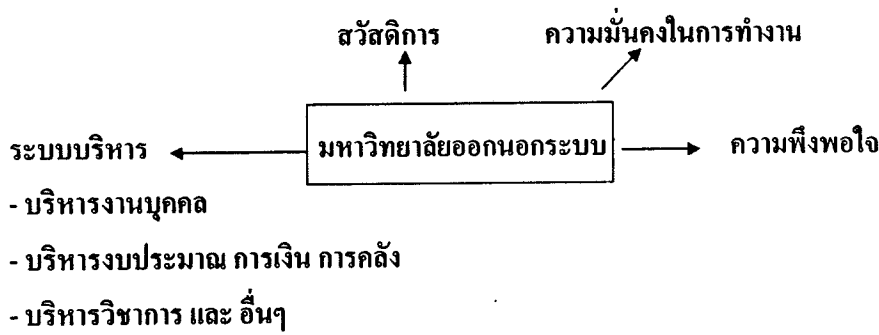 สวัสดิการ ความมั่นคงในการทำงาน
ระบบบริหาร มหาวิทยาลัยออกนอกระบบ ความพึงพอใจ
- บริหารงานบุคคล
- บริหารงบประมาณ การเงิน การคลัง
- บริหารวิชาการ และ อื่นๆ